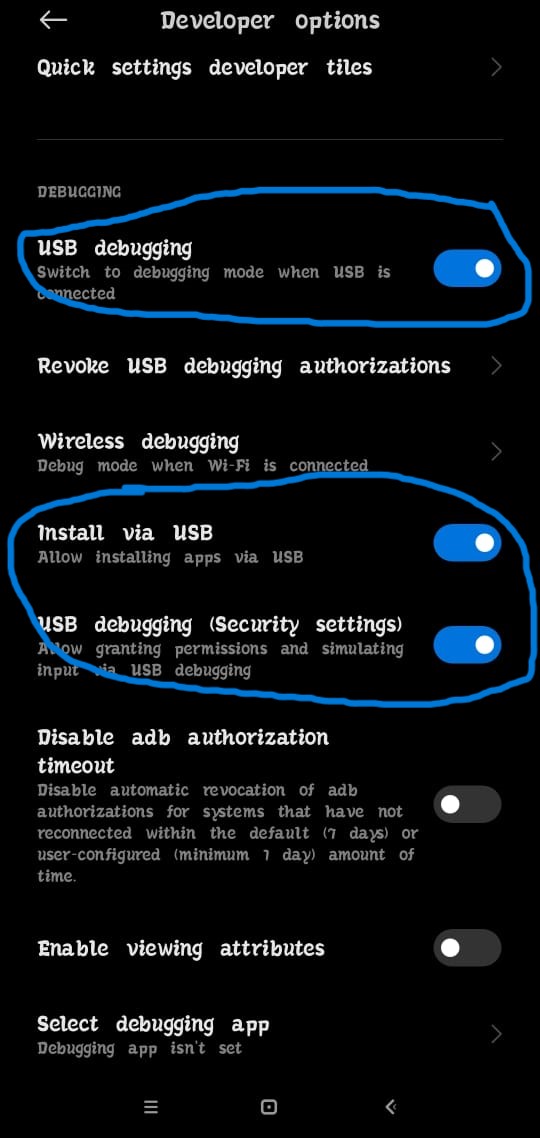 Developer options
Quick settings developer tiles
DEBUGGING
USB debugging
Switch to debugging mode when USB is
connected
Revoke USB debugging authorizations
Wireless debugging
Debug mode when Wi-Fi is connected
Install via USB
Allow installing apps via USB
USB debugging (Security settings)
Allow granting permissions and simulating
input via USB debugging
Disable adb authorization
timeout
Disable automatic revocation of adb
authorizations for systems that have not
reconnected within the default (7 days) or
user-configured (minimum 1 day) amount of
time.
Enable viewing attributes
Select debugging app
Debugging app isn't set